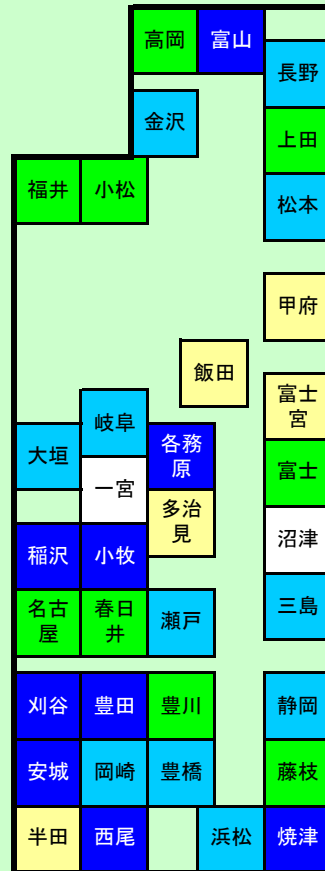 高岡
富山
長野
金沢
上田
福井
小松
松本
甲府
飯田
富士
宮
岐阜
大垣
各務
原
富士
一宮
多治
見
沼津
稲沢
小牧
三島
名古
屋
春日
井
瀬戸
刈谷
豊田
豊川
静岡
安城
岡崎
豊橋
藤枝
半田
西尾
浜松
焼津